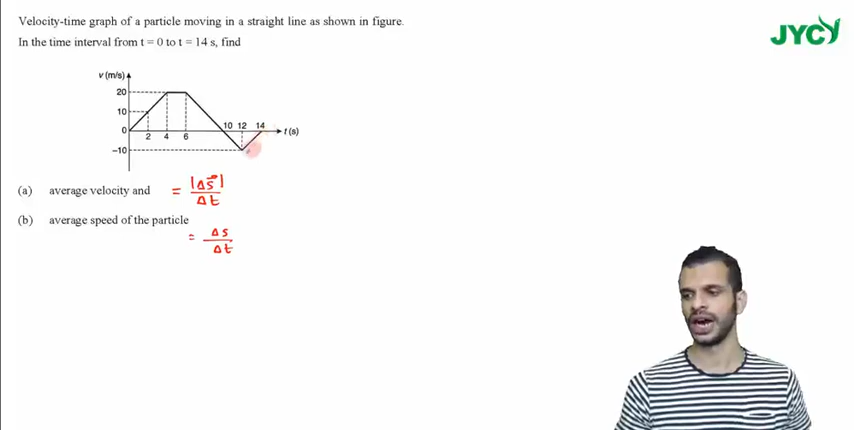 Velocity-time graph of a particle moving in a straight line as shown in figure.
JYCY
In the time interval from t = 0 to t = 14 s, find
v (m/s)
20
10
0
-10
2 4 6
10 12 14
t (s)
(a) average velocity and = |Δs⃗| / Δt
(b) average speed of the particle
= Δs / Δt